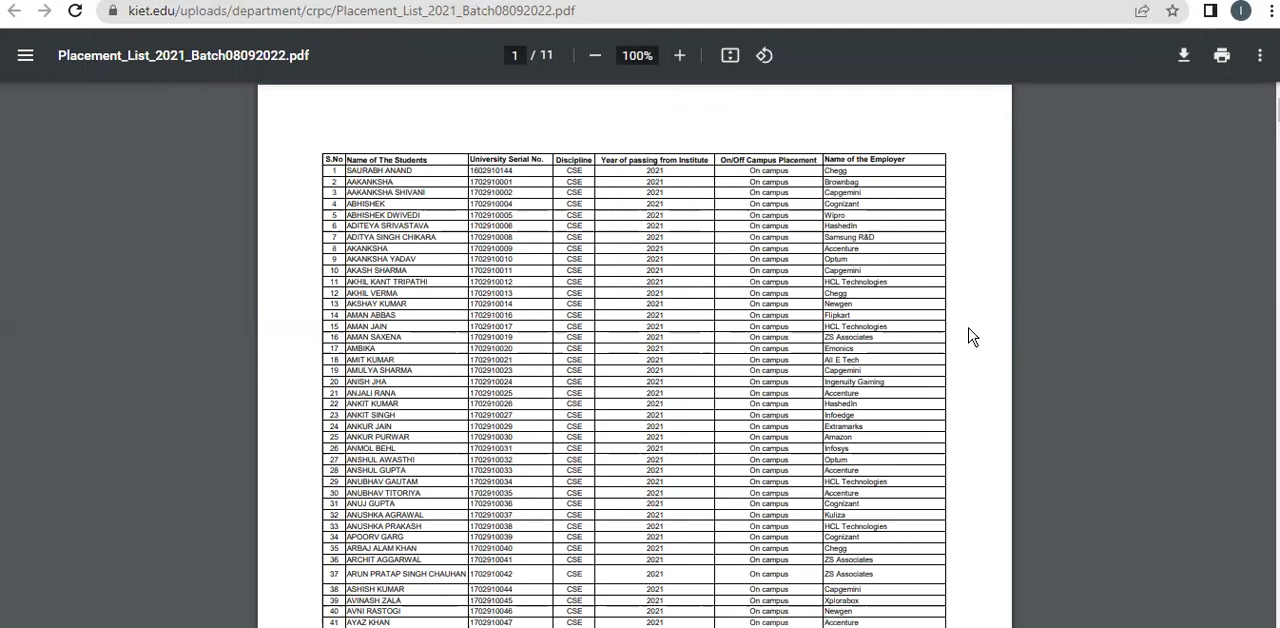 kiet.edu/uploads/department/crpc/Placement_List_2021_Batch08092022.pdf
I
Placement_List_2021_Batch08092022.pdf 1 / 11 100%
S.No Name of The Students University Serial No. Discipline Year of passing from Institute On/Off Campus Placement Name of the Employer
1 SAURABH ANAND 1602910144 CSE 2021 On campus Chegg
2 AAKANKSHA 1702910001 CSE 2021 On campus Brownbag
3 AAKANKSHA SHIVANI 1702910002 CSE 2021 On campus Capgemini
4 ABHISHEK 1702910004 CSE 2021 On campus Cognizant
5 ABHISHEK DWIVEDI 1702910005 CSE 2021 On campus Wipro
6 ADITEYA SRIVASTAVA 1702910006 CSE 2021 On campus HashedIn
7 ADITYA SINGH CHIKARA 1702910008 CSE 2021 On campus Samsung R&D
8 AKANKSHA 1702910009 CSE 2021 On campus Accenture
9 AKANKSHA YADAV 1702910010 CSE 2021 On campus Optum
10 AKASH SHARMA 1702910011 CSE 2021 On campus Capgemini
11 AKHIL KANT TRIPATHI 1702910012 CSE 2021 On campus HCL Technologies
12 AKHIL VERMA 1702910013 CSE 2021 On campus Chegg
13 AKSHAY KUMAR 1702910014 CSE 2021 On campus Newgen
14 AMAN ABBAS 1702910016 CSE 2021 On campus Flipkart
15 AMAN JAIN 1702910017 CSE 2021 On campus HCL Technologies
16 AMAN SAXENA 1702910019 CSE 2021 On campus ZS Associates
17 AMBIKA 1702910020 CSE 2021 On campus Emonics
18 AMIT KUMAR 1702910021 CSE 2021 On campus All E Tech
19 AMULYA SHARMA 1702910023 CSE 2021 On campus Capgemini
20 ANISH JHA 1702910024 CSE 2021 On campus Ingenuity Gaming
21 ANJALI RANA 1702910025 CSE 2021 On campus Accenture
22 ANKIT KUMAR 1702910026 CSE 2021 On campus HashedIn
23 ANKIT SINGH 1702910027 CSE 2021 On campus Infoedge
24 ANKUR JAIN 1702910029 CSE 2021 On campus Extramarks
25 ANKUR PURWAR 1702910030 CSE 2021 On campus Amazon
26 ANMOL BEHL 1702910031 CSE 2021 On campus Infosys
27 ANSHUL AWASTHI 1702910032 CSE 2021 On campus Optum
28 ANSHUL GUPTA 1702910033 CSE 2021 On campus Accenture
29 ANUBHAV GAUTAM 1702910034 CSE 2021 On campus HCL Technologies
30 ANUBHAV TITORIYA 1702910035 CSE 2021 On campus Accenture
31 ANUJ GUPTA 1702910036 CSE 2021 On campus Cognizant
32 ANUSHKA AGRAWAL 1702910037 CSE 2021 On campus Kuliza
33 ANUSHKA PRAKASH 1702910038 CSE 2021 On campus HCL Technologies
34 APOORV GARG 1702910039 CSE 2021 On campus Cognizant
35 ARBAJ ALAM KHAN 1702910040 CSE 2021 On campus Chegg
36 ARCHIT AGGARWAL 1702910041 CSE 2021 On campus ZS Associates
37 ARUN PRATAP SINGH CHAUHAN 1702910042 CSE 2021 On campus ZS Associates
38 ASHISH KUMAR 1702910044 CSE 2021 On campus Capgemini
39 AVINASH ZALA 1702910045 CSE 2021 On campus Xplorabox
40 AVNI RASTOGI 1702910046 CSE 2021 On campus Newgen
41 AYAZ KHAN 1702910047 CSE 2021 On campus Accenture